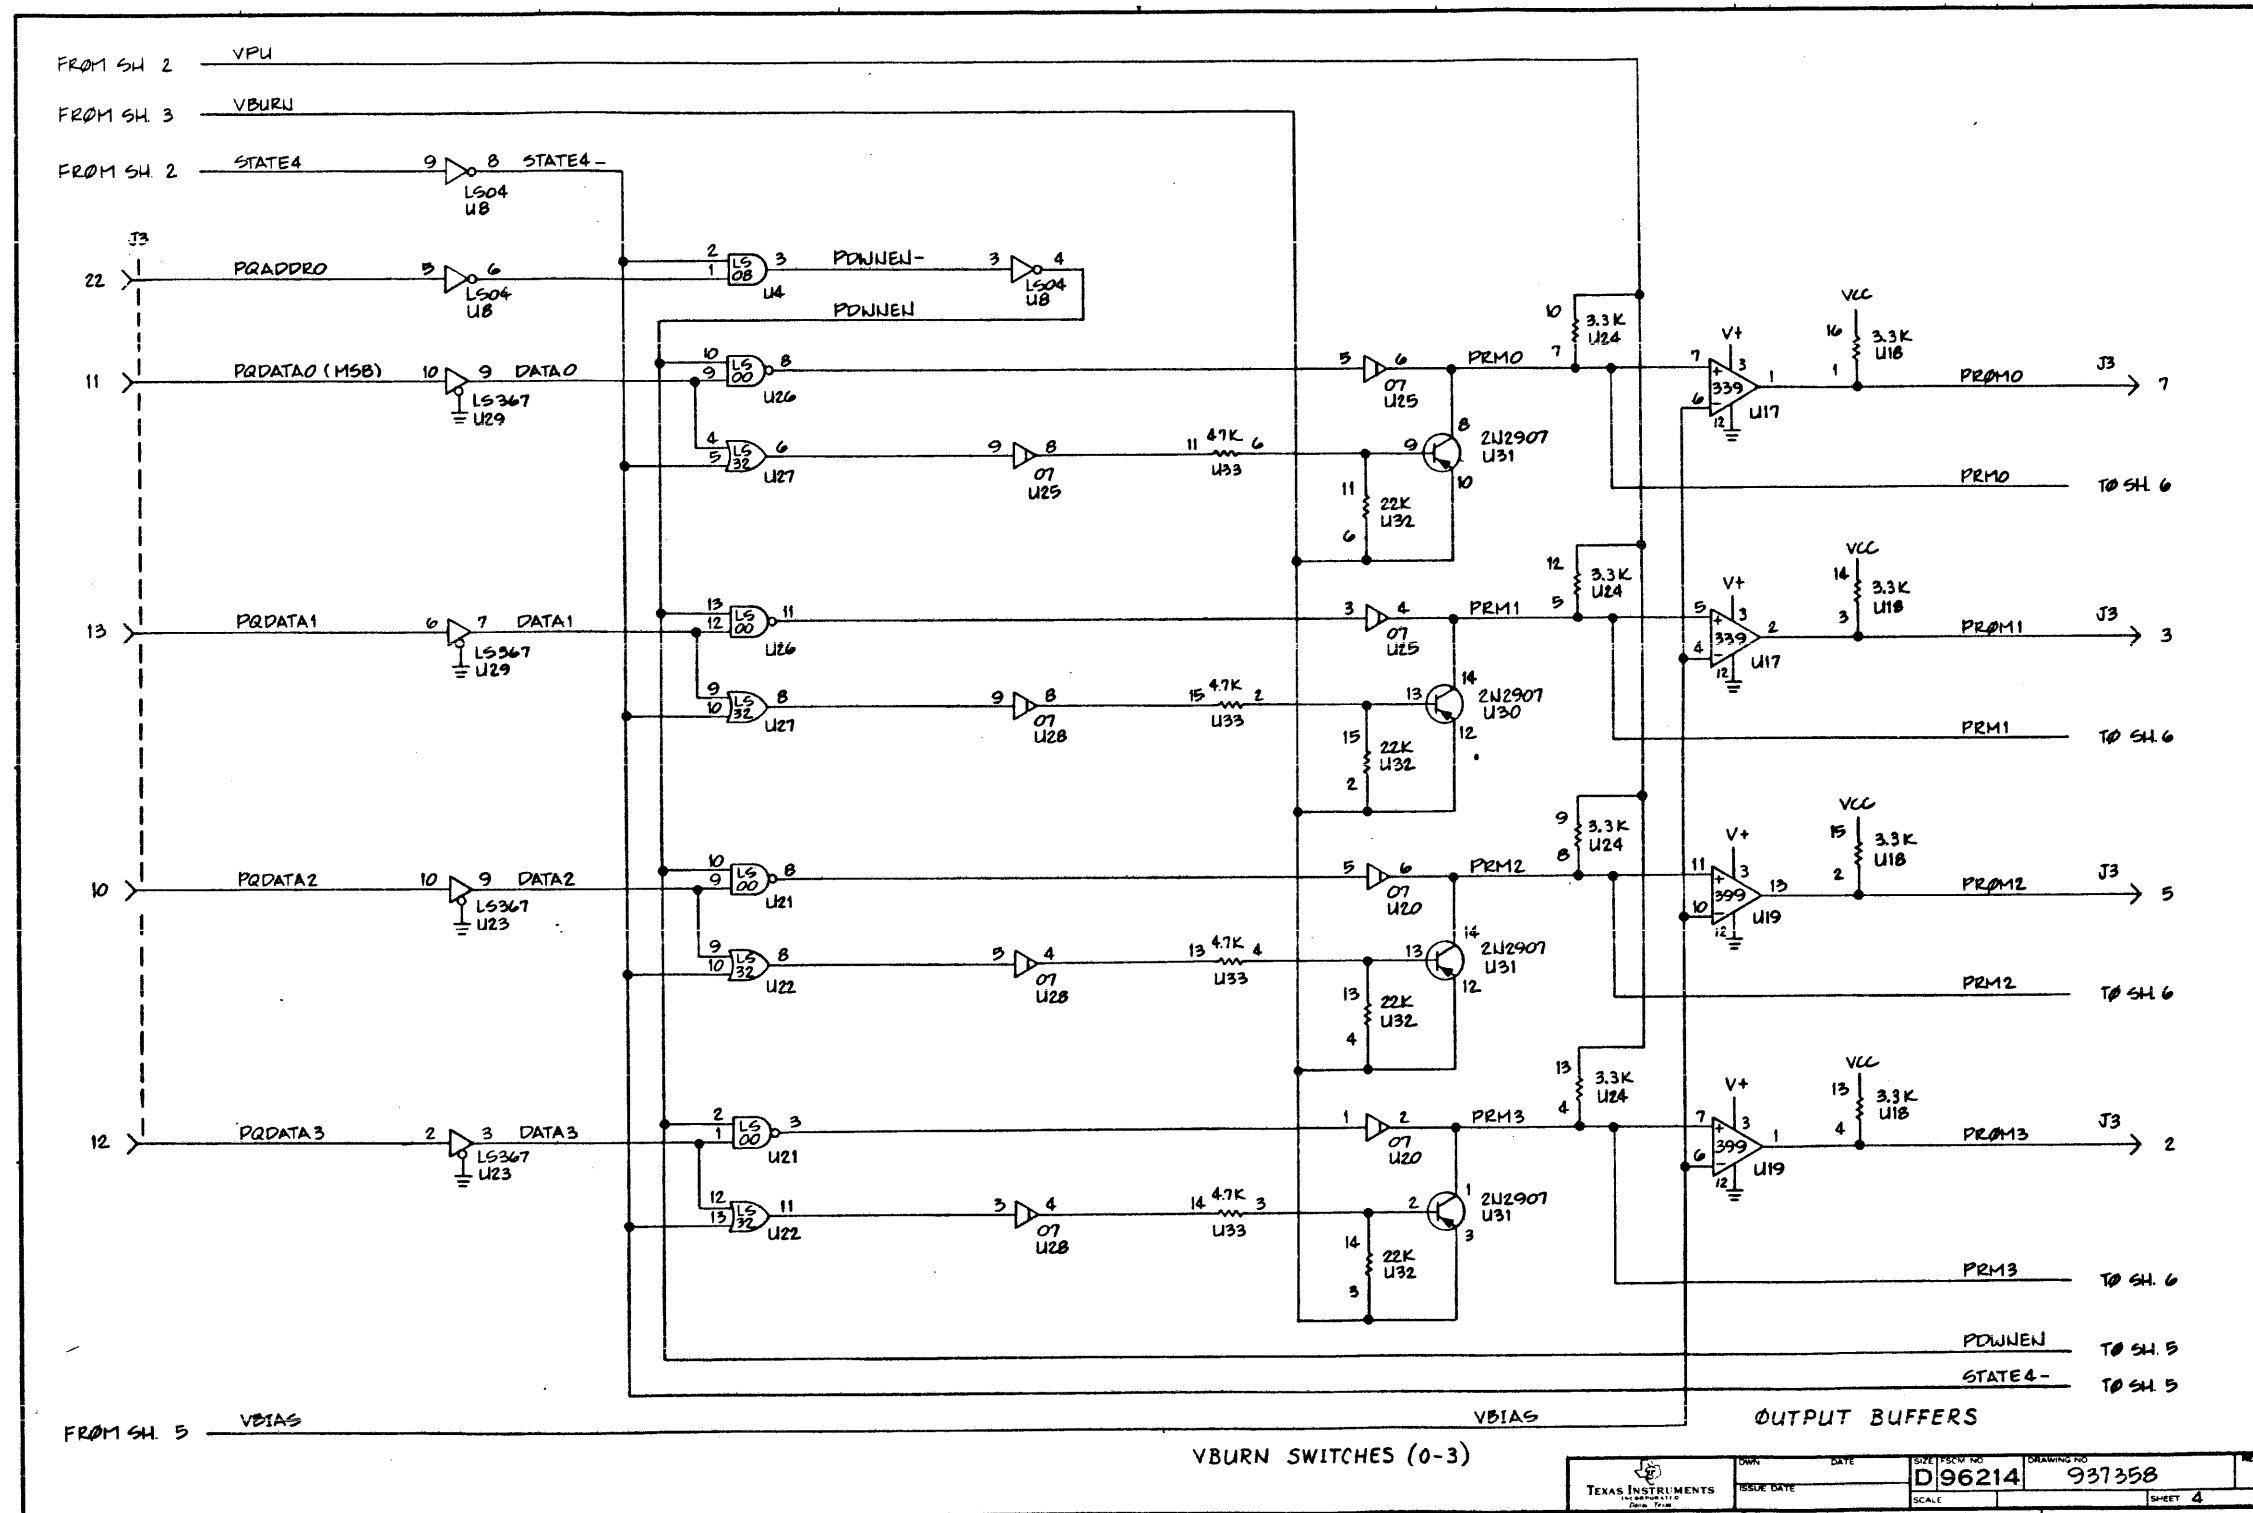 FRØM SH 2 VPU
FRØM SH. 3 VBURN
FRØM SH. 2 STATE4 9 8 STATE4-
LS04
U8
J3
22 PQADDR0 5 6
LS04
U8
2
1
LS
08
3
U4
PDWNEN-
3 4
LS04
U8
PDWNEN
11 PQDATA0 (MSB) 10 9 DATA0
LS367
U29
10
9
LS
00
8
U26
5 6
07
U25
PRM0
10
3.3K
U24
7
7
6
V+
3
+
339
-
12
1
U17
VCC
16
3.3K
U18
1
PRØM0
J3
7
4
5
LS
32
6
U27
9 8
07
U25
11 4.7K 6
U33
11
22K
U32
6
9
8
2N2907
U31
10
PRM0 TØ SH. 6
13 PQDATA1 6 7 DATA1
LS367
U29
13
12
LS
00
11
U26
3 4
07
U25
PRM1
12
3.3K
U24
5
5
4
V+
3
+
339
-
12
2
U17
VCC
14
3.3K
U18
3
PRØM1
J3
3
9
10
LS
32
8
U27
9 8
07
U28
15 4.7K 2
U33
15
22K
U32
2
13
14
2N2907
U30
12
PRM1 TØ SH. 6
10 PQDATA2 10 9 DATA2
LS367
U23
10
9
LS
00
8
U21
5 6
07
U20
PRM2
9
3.3K
U24
8
11
10
V+
3
+
399
-
12
13
U19
VCC
15
3.3K
U18
2
PRØM2
J3
5
9
10
LS
32
8
U22
5 4
07
U28
13 4.7K 4
U33
13
22K
U32
4
13
14
2N2907
U31
12
PRM2 TØ SH. 6
12 PQDATA3 2 3 DATA3
LS367
U23
2
1
LS
00
3
U21
1 2
07
U20
PRM3
13
3.3K
U24
4
7
6
V+
3
+
399
-
12
1
U19
VCC
13
3.3K
U18
4
PRØM3
J3
2
12
13
LS
32
11
U22
3 4
07
U28
14 4.7K 3
U33
14
22K
U32
3
2
1
2N2907
U31
3
PRM3 TØ SH. 6
PDWNEN TØ SH. 5
STATE4- TØ SH. 5
FRØM SH. 5 VBIAS VBIAS
ØUTPUT BUFFERS
VBURN SWITCHES (0-3)
TEXAS INSTRUMENTS
INCORPORATED
DWN DATE
ISSUE DATE
SIZE FSCM NO DRAWING NO
D 96214 937358
SCALE SHEET 4